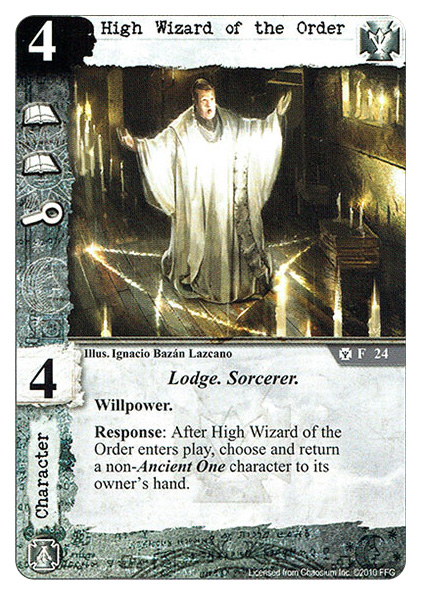 4
High Wizard of the Order
Illus. Ignacio Bazán Lazcano
F 24
4
Lodge. Sorcerer.
Willpower.
Response: After High Wizard of the
Order enters play, choose and return
a non-Ancient One character to its
owner's hand.
Character
Licensed from Chaosium Inc. ©2010 FFG